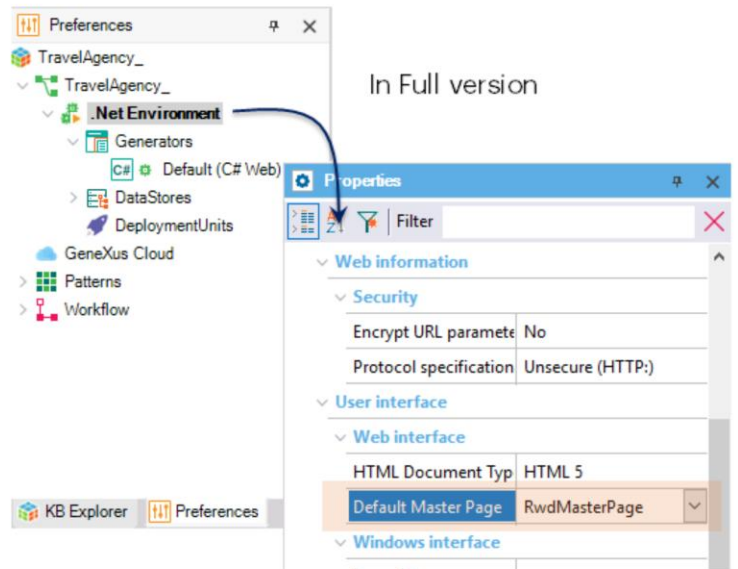 Preferences
TravelAgency_
TravelAgency_
.Net Environment
Generators
C# Default (C# Web)
DataStores
DeploymentUnits
GeneXus Cloud
Patterns
Workflow
KB Explorer Preferences
In Full version
Properties
Filter
Web information
Security
Encrypt URL paramete No
Protocol specification Unsecure (HTTP:)
User interface
Web interface
HTML Document Typ HTML 5
Default Master Page RwdMasterPage
Windows interface